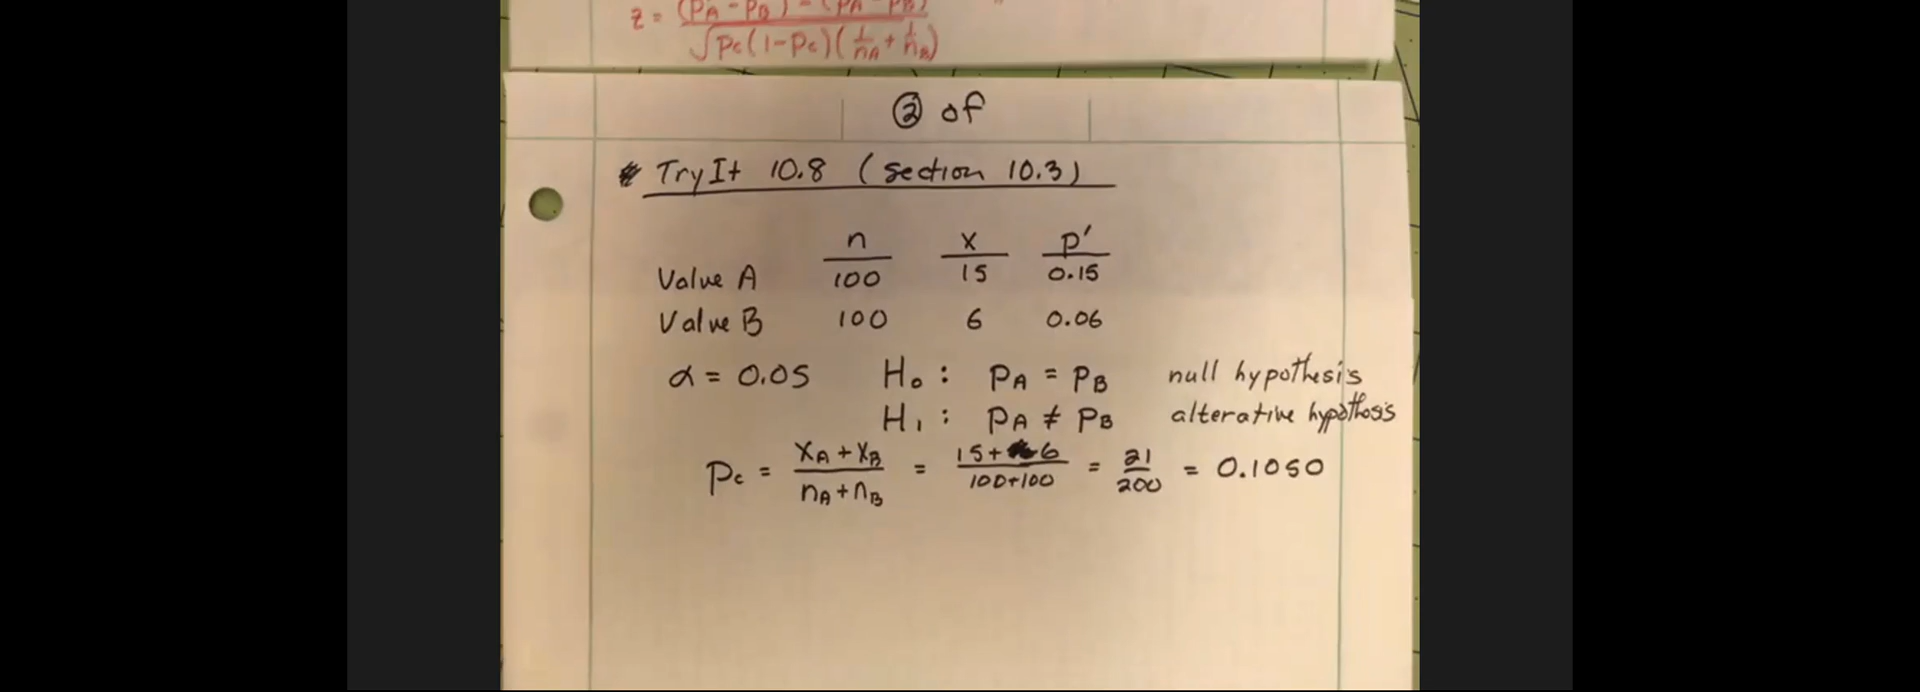 z = (pA - pB) - (pA - pB)
√pc(1-pc)(1/nA + 1/nB)
② of
TryIt 10.8 (section 10.3)
n x p′
Value A 100 15 0.15
Value B 100 6 0.06
α = 0.05 H₀: pA = pB null hypothesis
H₁: pA ≠ pB alterative hypothosis
pc = xA + xB / nA + nB = 15+6 / 100+100 = 21/200 = 0.1050